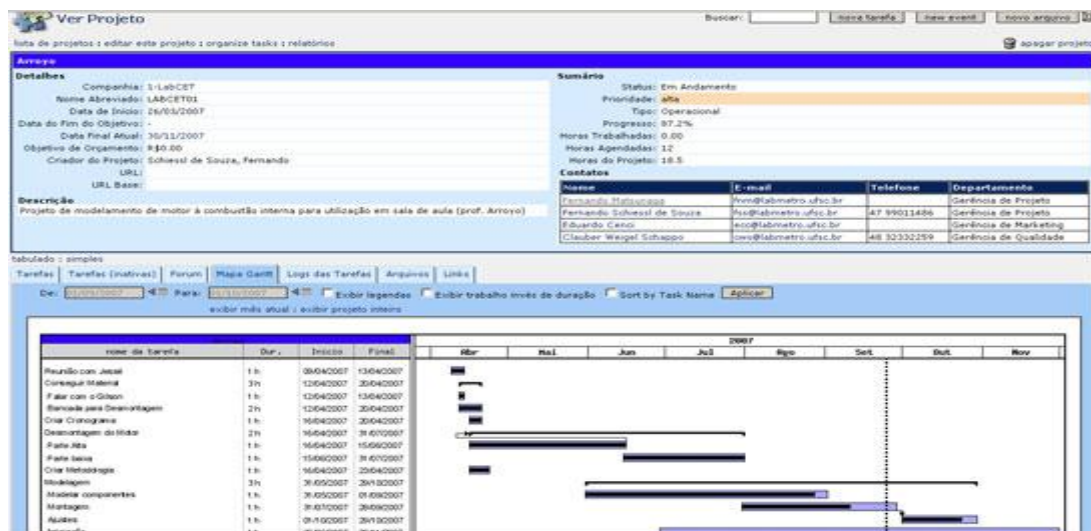 Ver Projeto
Buscar: nova tarefa new event novo arquivo
lista de projetos : editar este projeto : organize tasks : relatórios
apagar projeto
Arroyo
Detalhes
Companhia: 1-LabCET
Nome Abreviado: LABCET01
Data de Início: 26/03/2007
Data do Fim do Objetivo: -
Data Final Atual: 30/11/2007
Objetivo de Orçamento: R$0.00
Criador do Projeto: Schiessl de Souza, Fernando
URL:
URL Base:
Descrição
Projeto de modelamento de motor à combustão interna para utilização em sala de aula (prof. Arroyo)
Sumário
Status: Em Andamento
Prioridade: alta
Tipo: Operacional
Progresso: 87.2%
Horas Trabalhadas: 0.00
Horas Agendadas: 12
Horas do Projeto: 18.5
Contatos
Nome E-mail Telefone Departamento
Fernando @labmetro.ufsc.br Gerência de Projeto
Fernando Schiessl de Souza fss@labmetro.ufsc.br 47 99011486 Gerência de Projeto
Eduardo Cenci ecc@labmetro.ufsc.br Gerência de Marketing
Clauber Weigel Schappo cws@labmetro.ufsc.br 48 32332259 Gerência de Qualidade
tabulado : simples
Tarefas Tarefas (inativas) Forum Mapa Gantt Logs das Tarefas Arquivos Links
De: 01/09/2007 Para: 01/10/2007 Exibir legendas Exibir trabalho invés de duração Sort by Task Name Aplicar
exibir mês atual : exibir projeto inteiro
2007
nome da tarefa Dur. Início Final Abr Mai Jun Jul Ago Set Out Nov
Reunião com 1 h 09/04/2007 13/04/2007
Conseguir Material 3 h 12/04/2007 20/04/2007
Falar com o Gilson 1 h 12/04/2007 13/04/2007
Bancada para Desmontagem 2 h 12/04/2007 20/04/2007
Criar Cronograma 1 h 16/04/2007 20/04/2007
Desmontagem do Motor 2 h 16/04/2007 31/07/2007
Parte Alta 1 h 16/04/2007 15/06/2007
Parte baixa 1 h 15/06/2007 31/07/2007
Criar Metodologia 1 h 16/04/2007 23/04/2007
Modelagem 3 h 31/05/2007 29/10/2007
Modelar componentes 1 h 31/05/2007 01/09/2007
Montagem 1 h 31/07/2007 28/09/2007
Ajustes 1 h 01/10/2007 29/10/2007